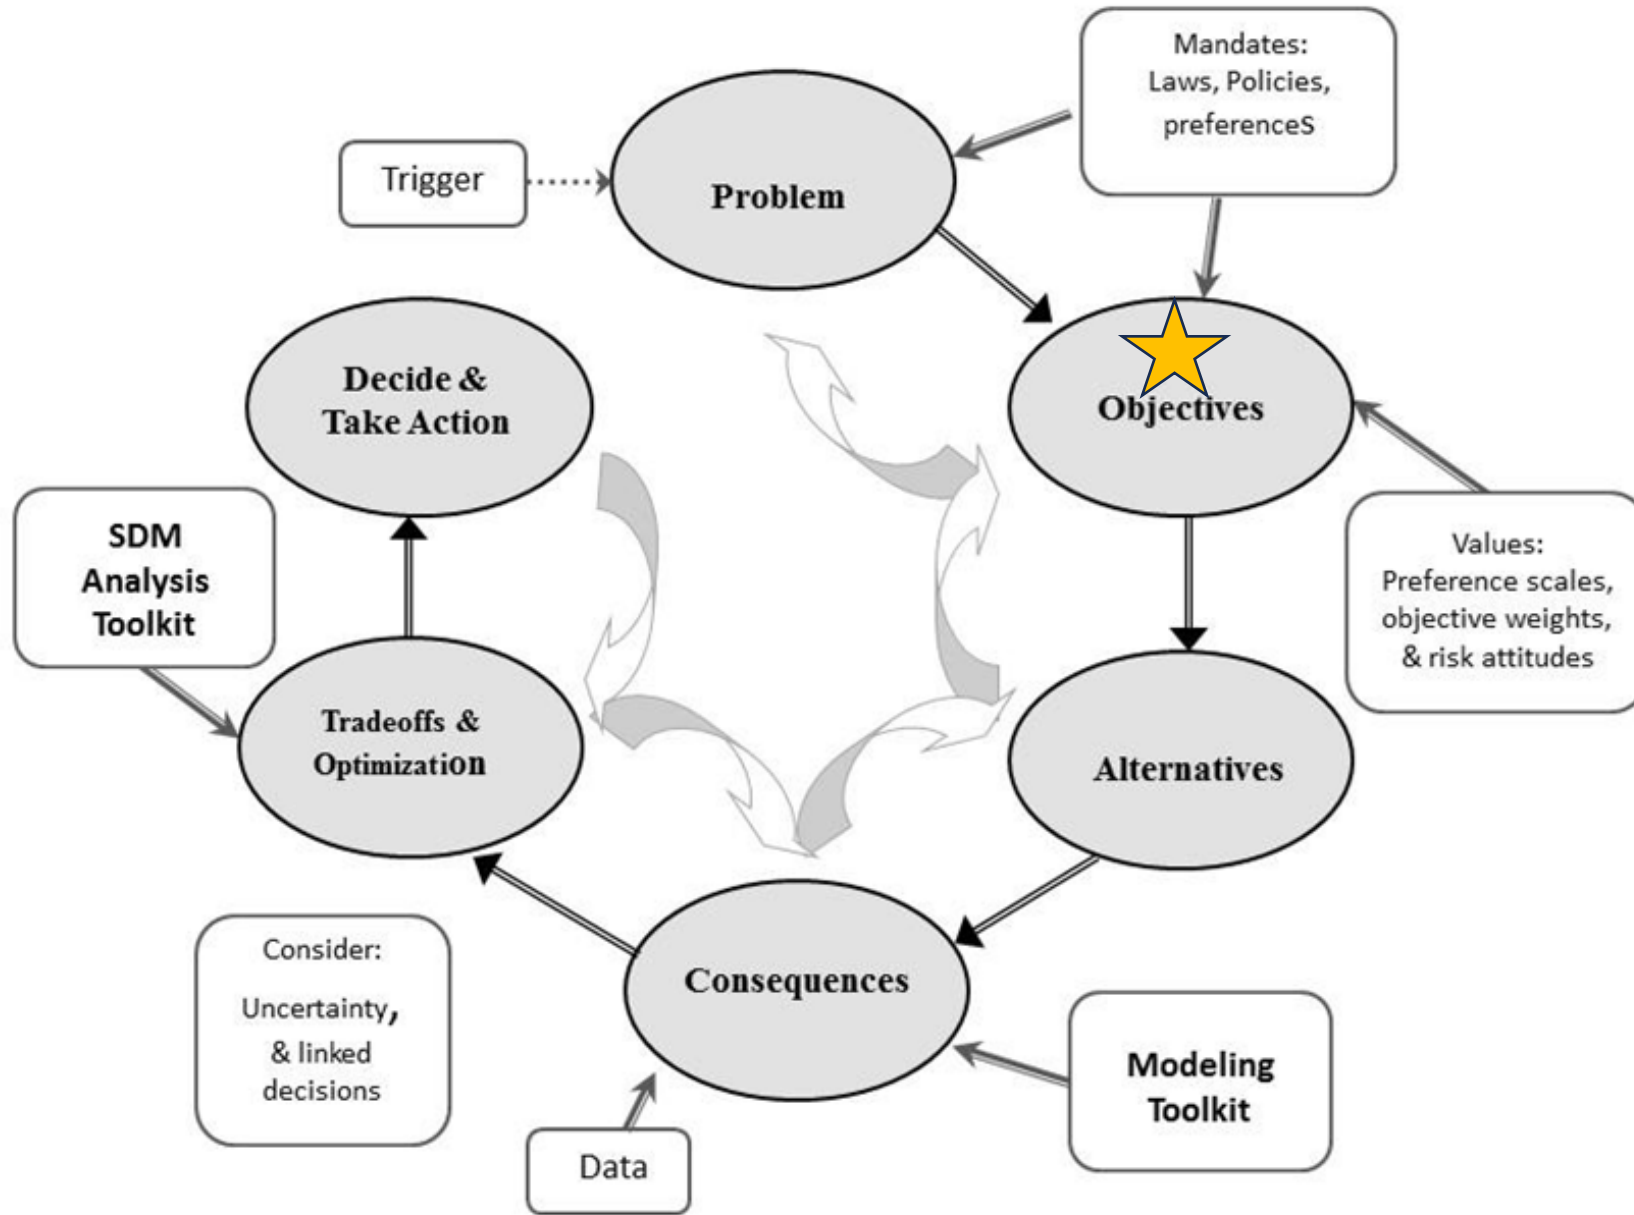 Mandates:
Laws, Policies,
preferences
Trigger
Problem
Decide &
Take Action
Objectives
SDM
Analysis
Toolkit
Values:
Preference scales,
objective weights,
& risk attitudes
Tradeoffs &
Optimization
Alternatives
Consider:
Uncertainty,
& linked
decisions
Consequences
Modeling
Toolkit
Data